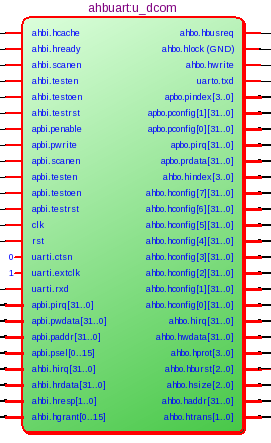 ahbuart:u_dcom
ahbi.hcache ahbo.hbusreq
ahbi.hready ahbo.hlock (GND)
ahbi.scanen ahbo.hwrite
ahbi.testen uarto.txd
ahbi.testoen apbo.pindex[3..0]
ahbi.testrst apbo.pconfig[1][31..0]
apbi.penable apbo.pconfig[0][31..0]
apbi.pwrite apbo.pirq[31..0]
apbi.scanen apbo.prdata[31..0]
apbi.testen ahbo.hindex[3..0]
apbi.testoen ahbo.hconfig[7][31..0]
apbi.testrst ahbo.hconfig[6][31..0]
clk ahbo.hconfig[5][31..0]
rst ahbo.hconfig[4][31..0]
0 uarti.ctsn ahbo.hconfig[3][31..0]
1 uarti.extclk ahbo.hconfig[2][31..0]
uarti.rxd ahbo.hconfig[1][31..0]
apbi.pirq[31..0] ahbo.hconfig[0][31..0]
apbi.pwdata[31..0] ahbo.hirq[31..0]
apbi.paddr[31..0] ahbo.hwdata[31..0]
apbi.psel[0..15] ahbo.hprot[3..0]
ahbi.hirq[31..0] ahbo.hburst[2..0]
ahbi.hrdata[31..0] ahbo.hsize[2..0]
ahbi.hresp[1..0] ahbo.haddr[31..0]
ahbi.hgrant[0..15] ahbo.htrans[1..0]